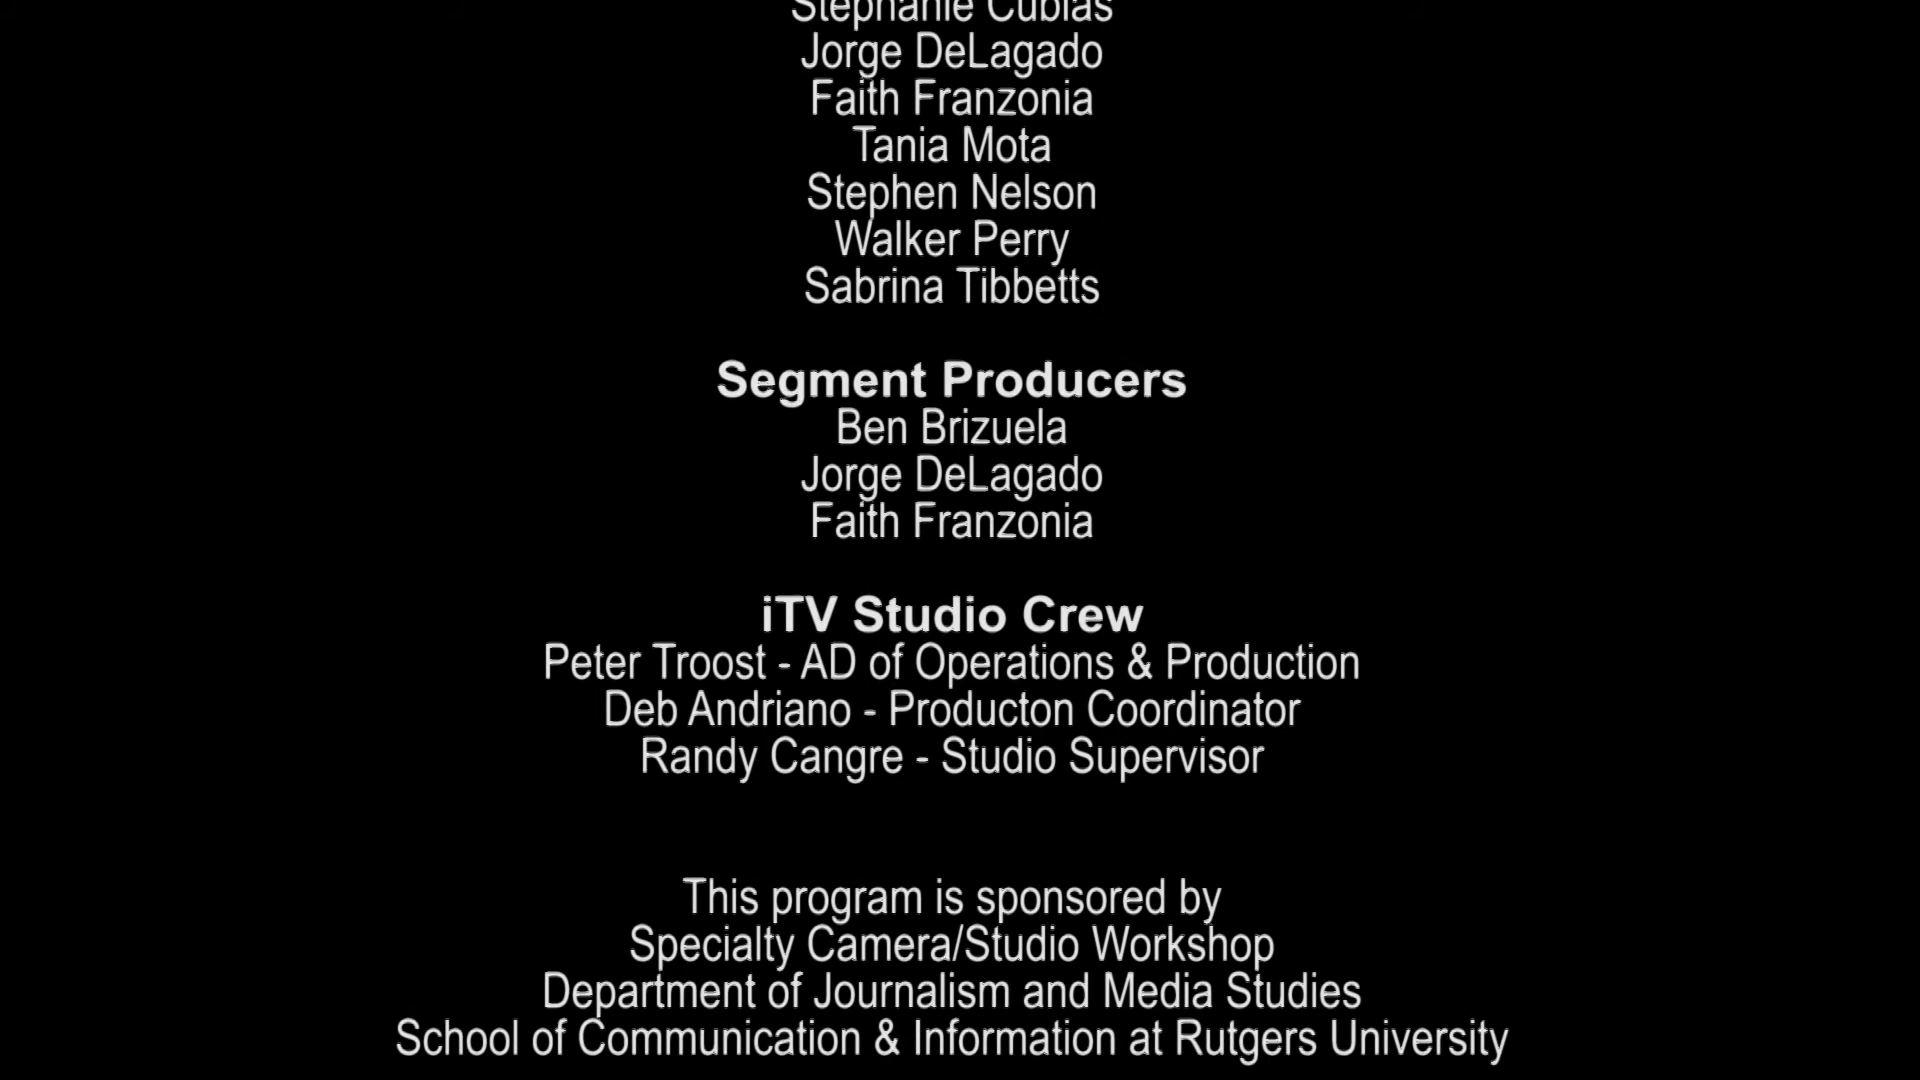 Stephanie Cubias
Jorge DeLagado
Faith Franzonia
Tania Mota
Stephen Nelson
Walker Perry
Sabrina Tibbetts
Segment Producers
Ben Brizuela
Jorge DeLagado
Faith Franzonia
iTV Studio Crew
Peter Troost - AD of Operations & Production
Deb Andriano - Producton Coordinator
Randy Cangre - Studio Supervisor
This program is sponsored by
Specialty Camera/Studio Workshop
Department of Journalism and Media Studies
School of Communication & Information at Rutgers University